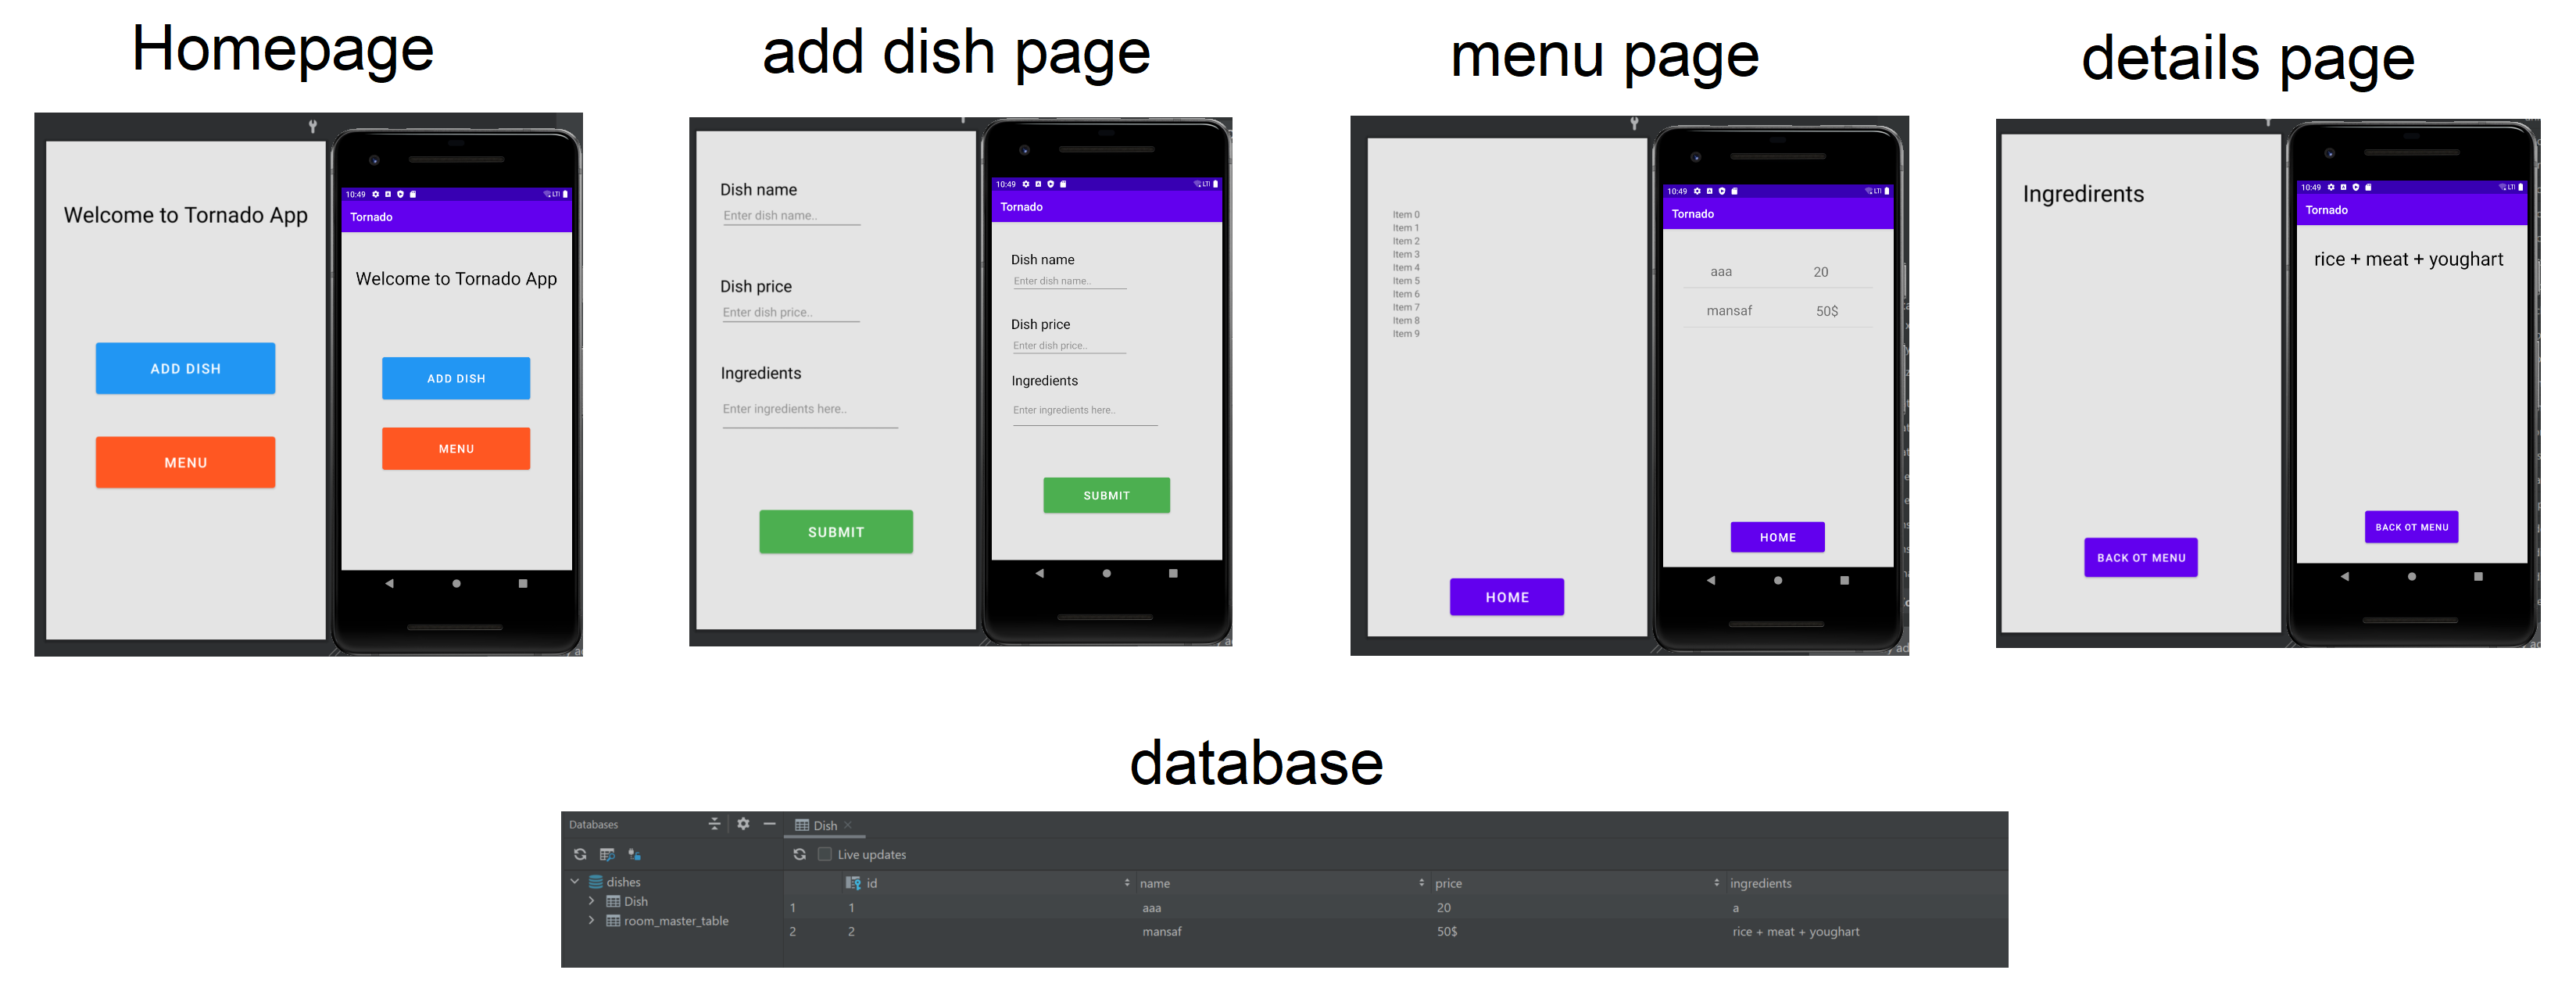 Homepage
add dish page
menu page
details page
Welcome to Tornado App
ADD DISH
MENU
10:49
LTE
Tornado
Welcome to Tornado App
ADD DISH
MENU
Dish name
Enter dish name..
Dish price
Enter dish price..
Ingredients
Enter ingredients here..
SUBMIT
10:49
LTE
Tornado
Dish name
Enter dish name..
Dish price
Enter dish price..
Ingredients
Enter ingredients here..
SUBMIT
Item 0
Item 1
Item 2
Item 3
Item 4
Item 5
Item 6
Item 7
Item 8
Item 9
HOME
10:49
LTE
Tornado
aaa 20
mansaf 50$
HOME
Ingredirents
BACK OT MENU
10:49
LTE
Tornado
rice + meat + youghart
BACK OT MENU
database
Databases Dish
Live updates
dishes
Dish
room_master_table
id name price ingredients
1 1 aaa 20 a
2 2 mansaf 50$ rice + meat + youghart